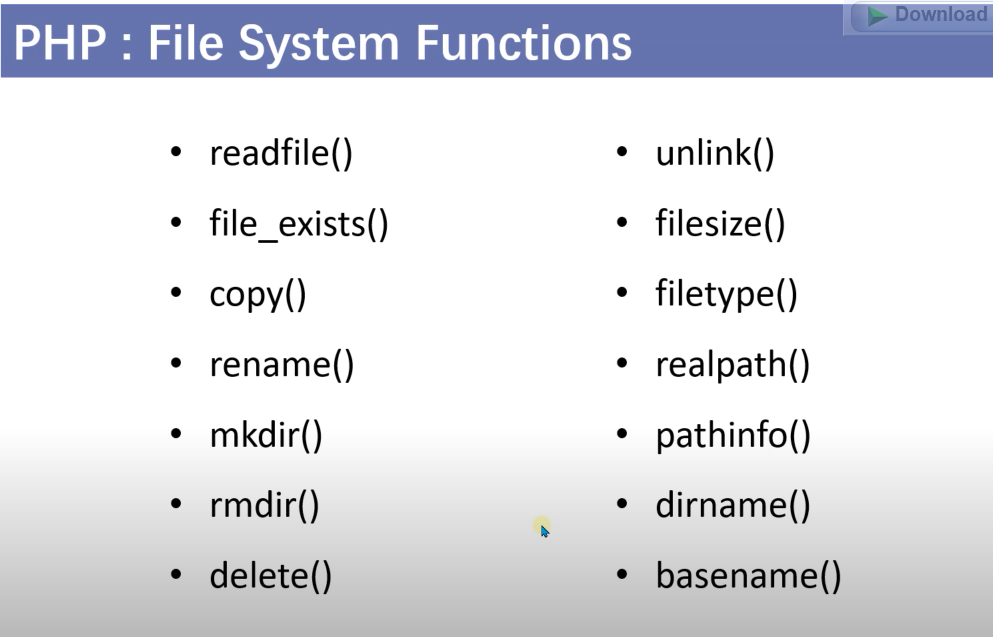 PHP : File System Functions
Download
• readfile()
• file_exists()
• copy()
• rename()
• mkdir()
• rmdir()
• delete()
• unlink()
• filesize()
• filetype()
• realpath()
• pathinfo()
• dirname()
• basename()